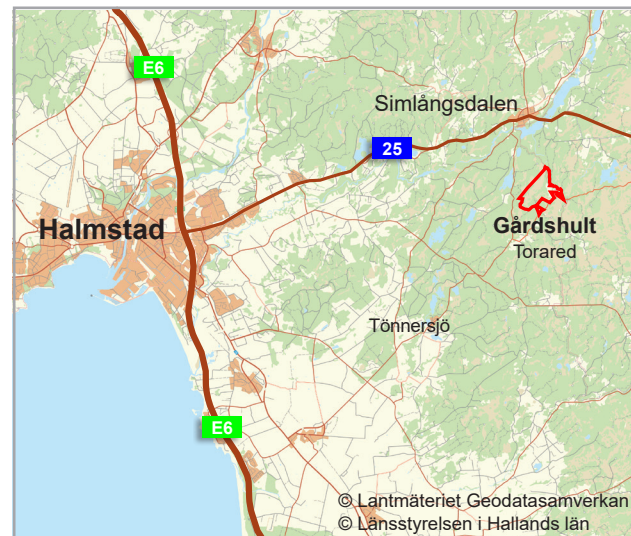 E6
Simlångsdalen
25
Gårdshult
Halmstad
Torared
Tönnersjö
E6
© Lantmäteriet Geodatasamverkan
© Länsstyrelsen i Hallands län